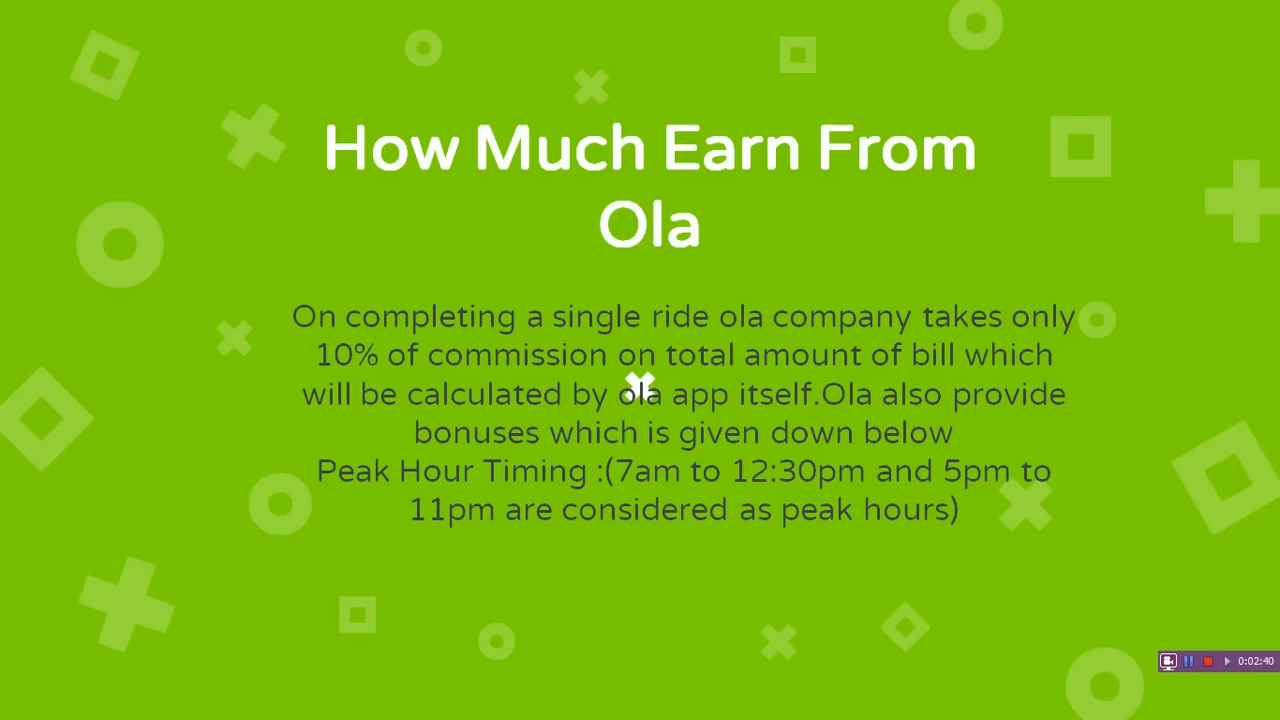 How Much Earn From
Ola
On completing a single ride ola company takes only
10% of commission on total amount of bill which
will be calculated by ola app itself.Ola also provide
bonuses which is given down below
Peak Hour Timing :(7am to 12:30pm and 5pm to
11pm are considered as peak hours)
0:02:40